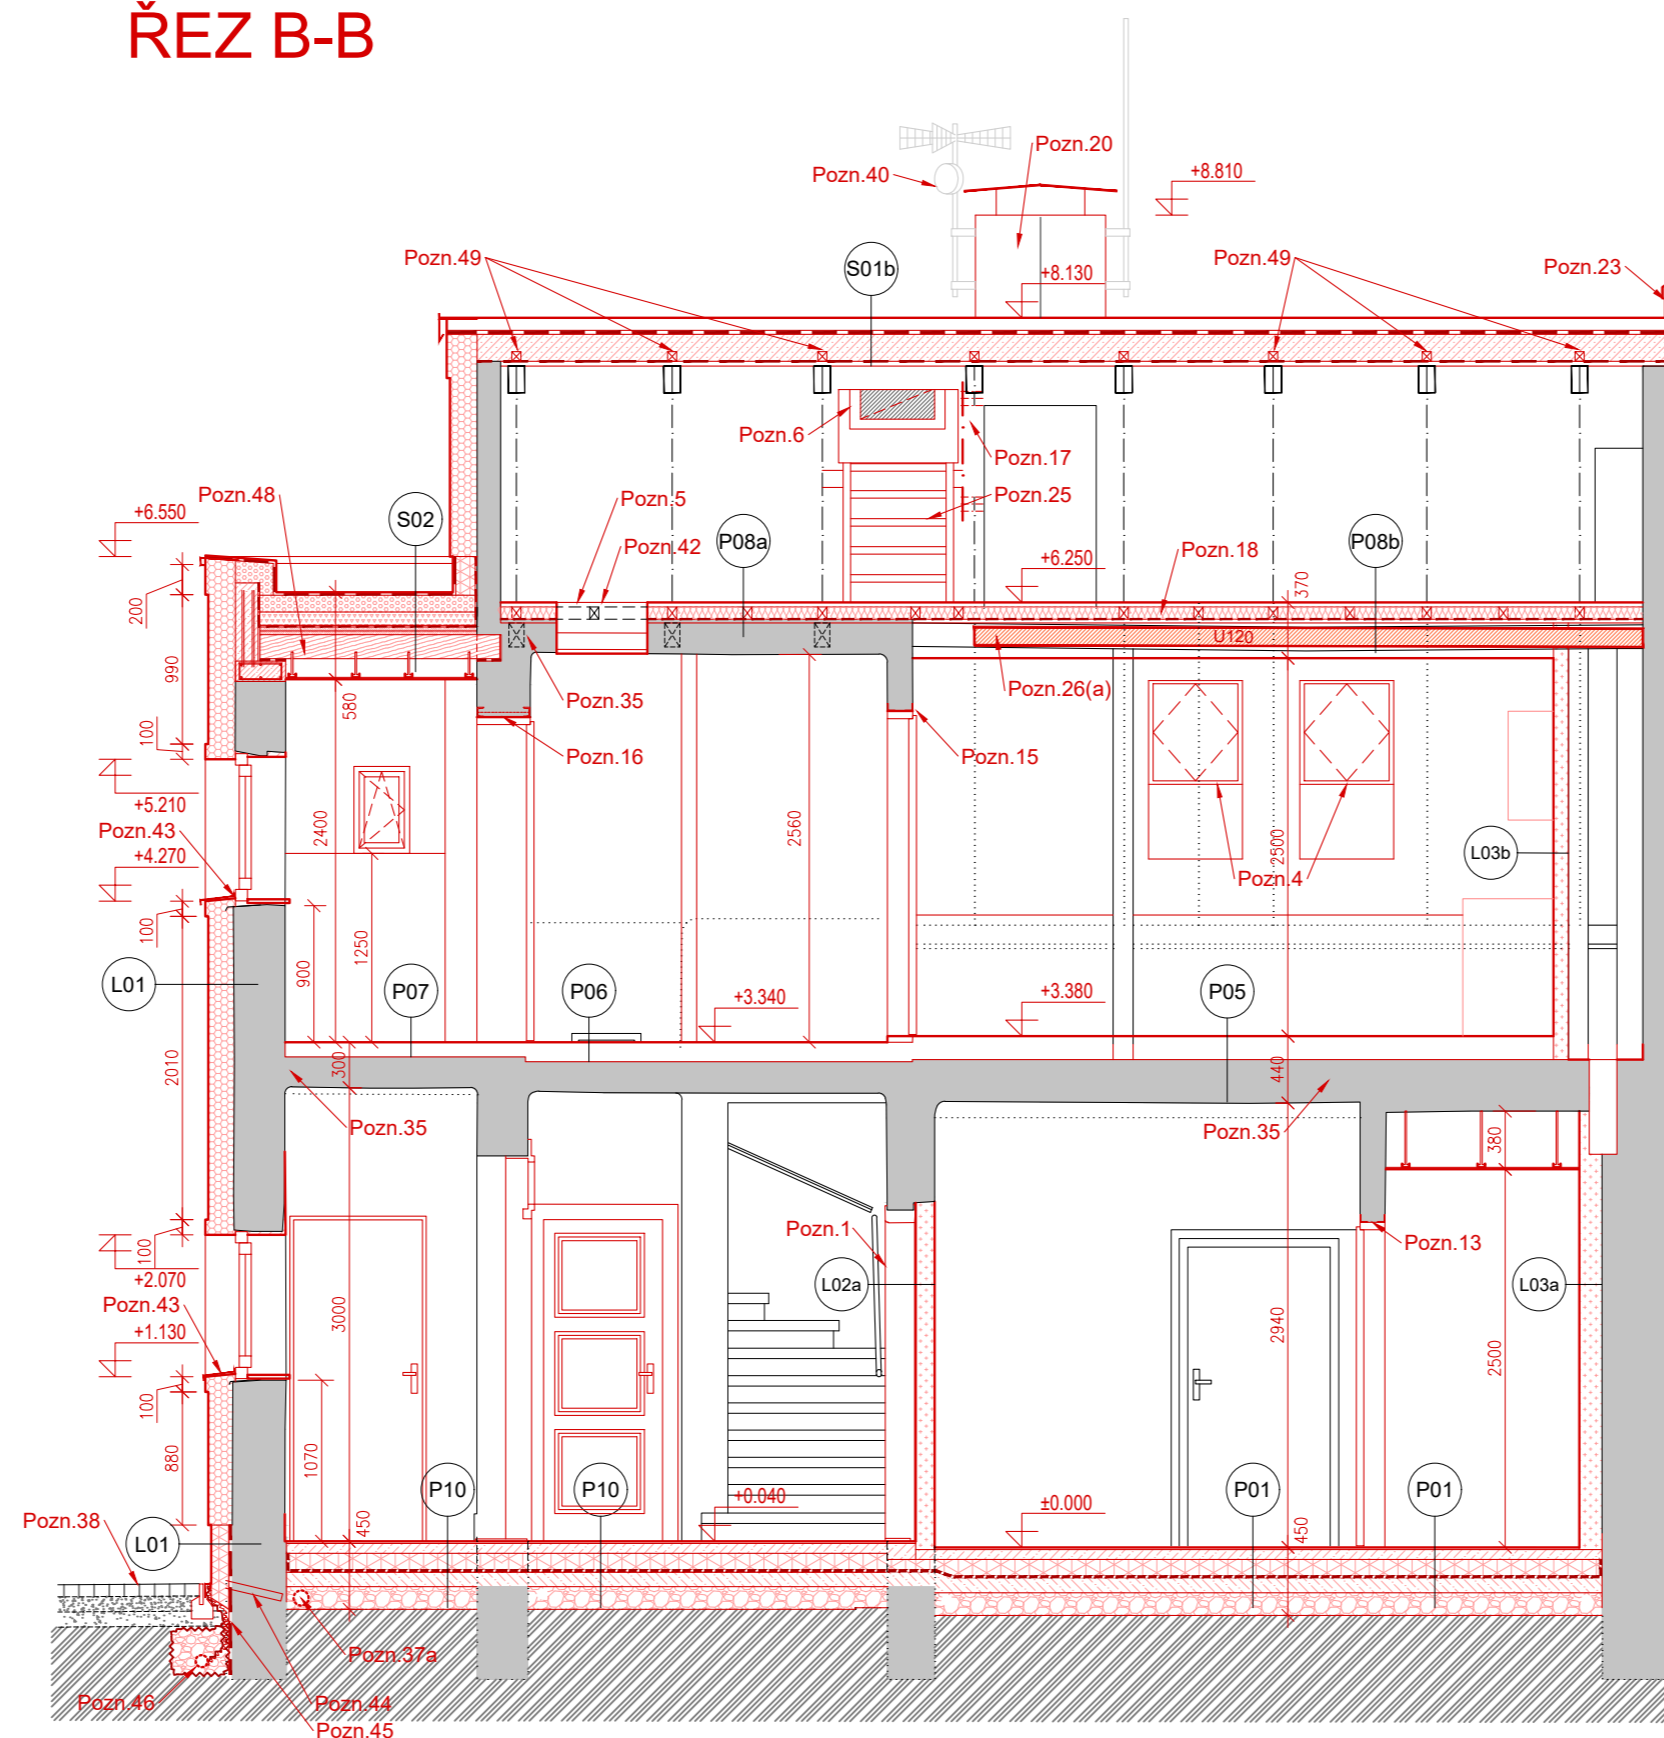 ŘEZ B-B
Pozn.20
Pozn.40
+8.810
Pozn.49
S01b
+8.130
Pozn.49
Pozn.23
Pozn.6
Pozn.17
Pozn.48
S02
Pozn.5
Pozn.25
+6.550
Pozn.42
P08a
P08b
Pozn.18
+6.250
370
200
U120
990
580
Pozn.35
Pozn.26(a)
100
Pozn.16
Pozn.15
+5.210
2400
2560
2500
Pozn.43
+4.270
L03b
Pozn.4
100
1250
900
L01
P07
P06
+3.340
+3.380
P05
2010
300
440
Pozn.35
Pozn.35
380
100
Pozn.1
Pozn.13
+2.070
L02a
L03a
Pozn.43
3000
2940
+1.130
2500
100
880
1070
P10
P10
+0.040
±0.000
P01
P01
Pozn.38
450
450
L01
Pozn.37a
Pozn.46
Pozn.44
Pozn.45